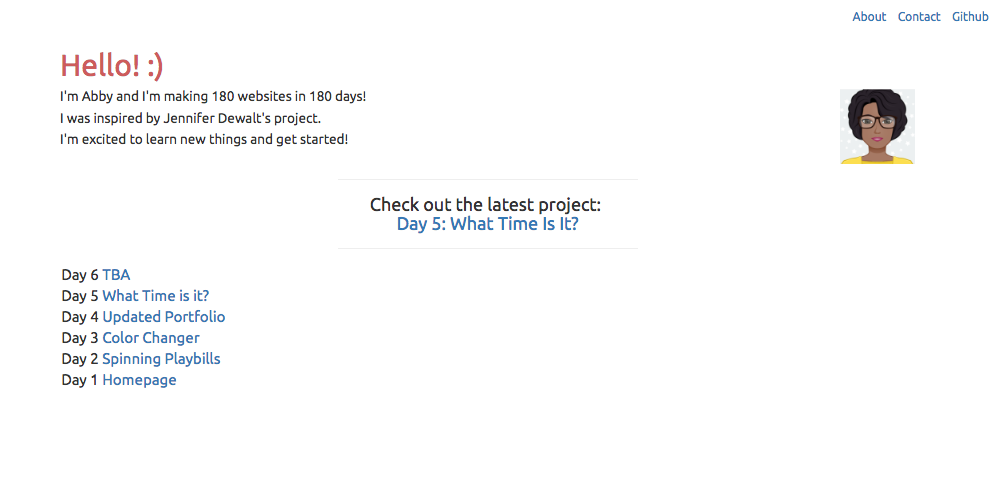 About Contact Github
Hello! :)
I'm Abby and I'm making 180 websites in 180 days!
I was inspired by Jennifer Dewalt's project.
I'm excited to learn new things and get started!
Check out the latest project:
Day 5: What Time Is It?
Day 6 TBA
Day 5 What Time is it?
Day 4 Updated Portfolio
Day 3 Color Changer
Day 2 Spinning Playbills
Day 1 Homepage